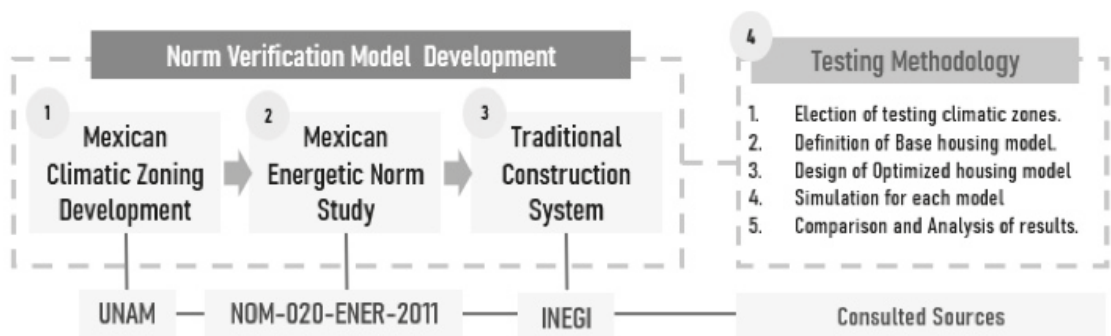 Norm Verification Model Development
1
Mexican
Climatic Zoning
Development
2
Mexican
Energetic Norm
Study
3
Traditional
Construction
System
4
Testing Methodology
1. Election of testing climatic zones.
2. Definition of Base housing model.
3. Design of Optimized housing model
4. Simulation for each model
5. Comparison and Analysis of results.
UNAM
NOM-020-ENER-2011
INEGI
Consulted Sources